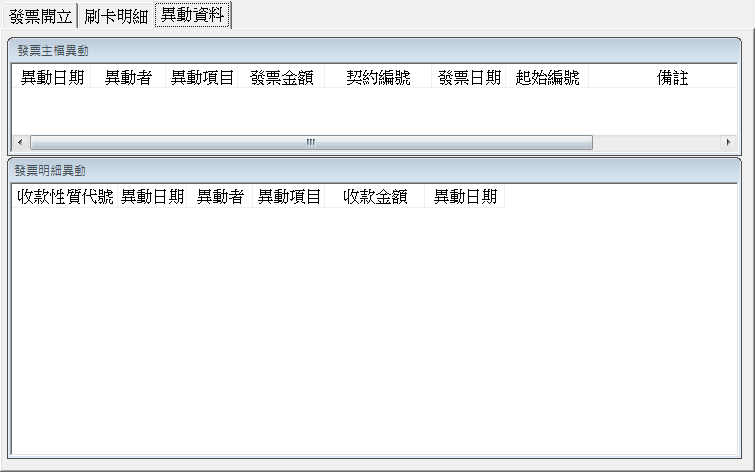 發票開立 刷卡明細 異動資料
發票主檔異動
異動日期 異動者 異動項目 發票金額 契約編號 發票日期 起始編號 備註
發票明細異動
收款性質代號 異動日期 異動者 異動項目 收款金額 異動日期